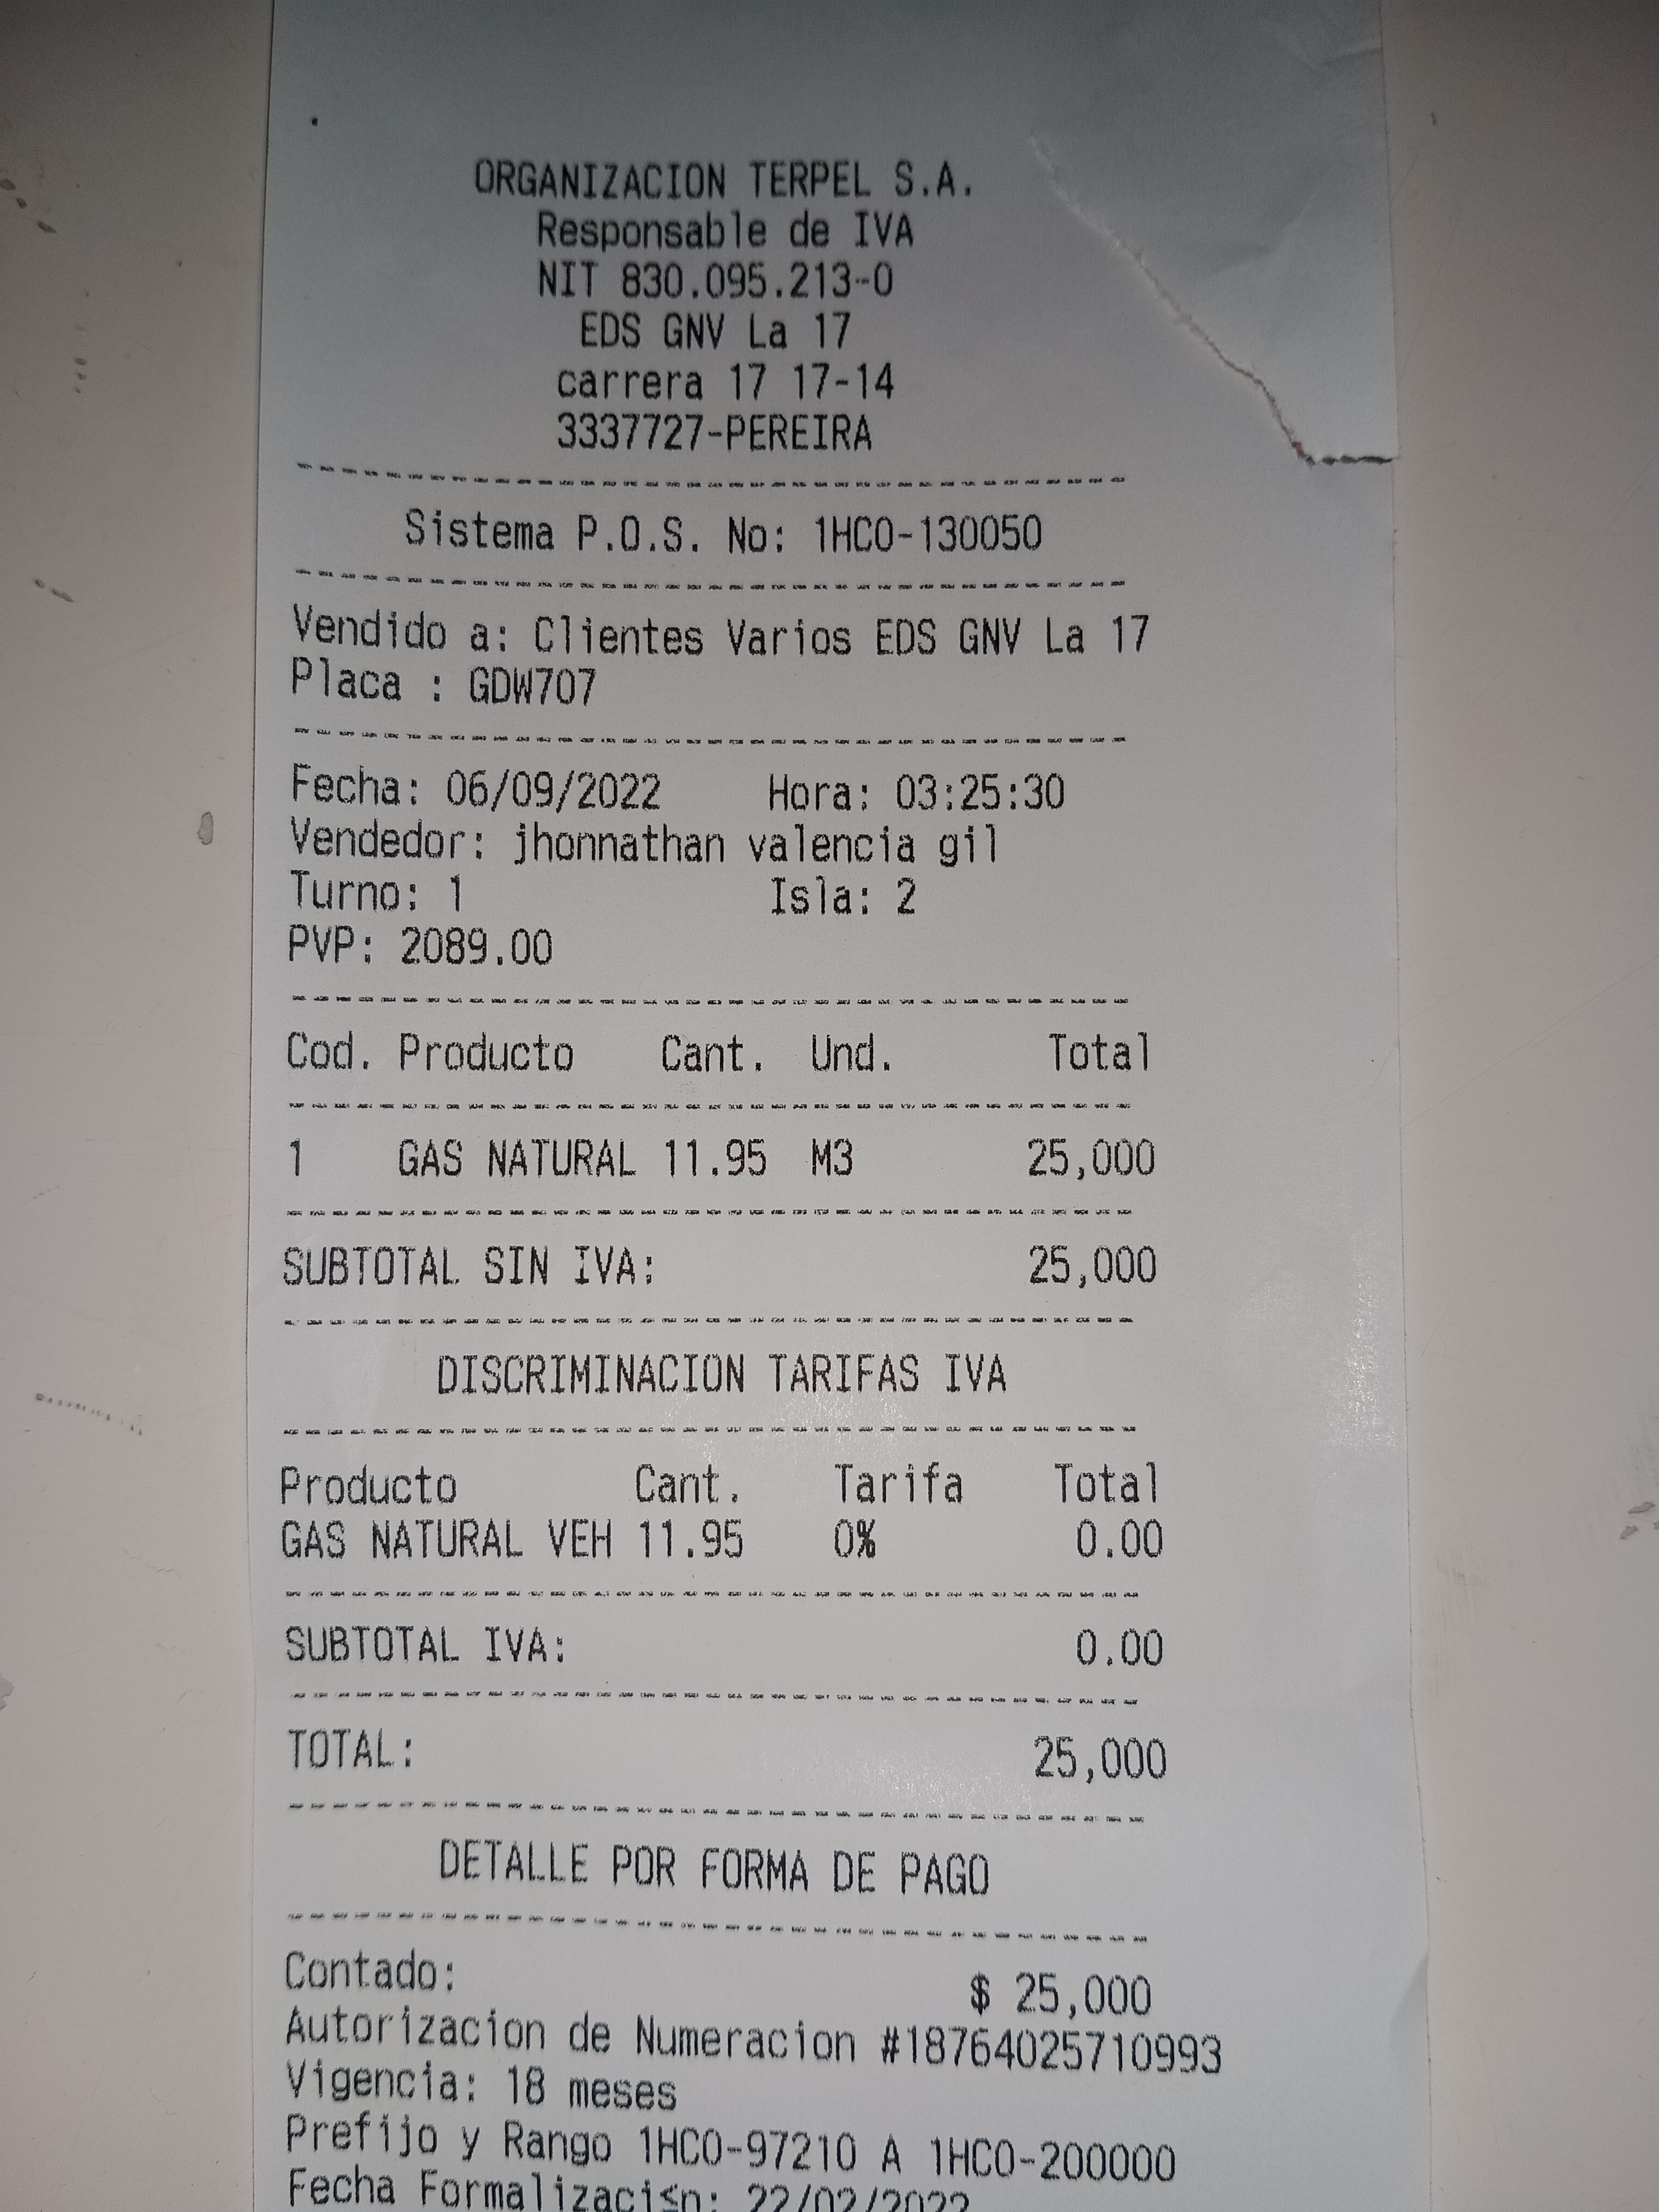 ORGANIZACION TERPEL S.A.
Responsable de IVA
NIT 830.095.213-0
EDS GNV La 17
carrera 17 17-14
3337727-PEREIRA
Sistema P.O.S. No: 1HCO-130050
Vendido a: Clientes Varios EDS GNV La 17
Placa : GDW707
Fecha: 06/09/2022 Hora: 03:25:30
Vendedor: jhonnathan valencia gil
Turno: 1 Isla: 2
PVP: 2089.00
Cod. Producto Cant. Und. Total
1 GAS NATURAL 11.95 M3 25,000
SUBTOTAL SIN IVA: 25,000
DISCRIMINACION TARIFAS IVA
Producto Cant. Tarifa Total
GAS NATURAL VEH 11.95 0% 0.00
SUBTOTAL IVA: 0.00
TOTAL: 25,000
DETALLE POR FORMA DE PAGO
Contado: $ 25,000
Autorizacion de Numeracion #18764025710993
Vigencia: 18 meses
Prefijo y Rango 1HCO-97210 A 1HCO-200000
Fecha Formalizaci≤n: 22/02/2022